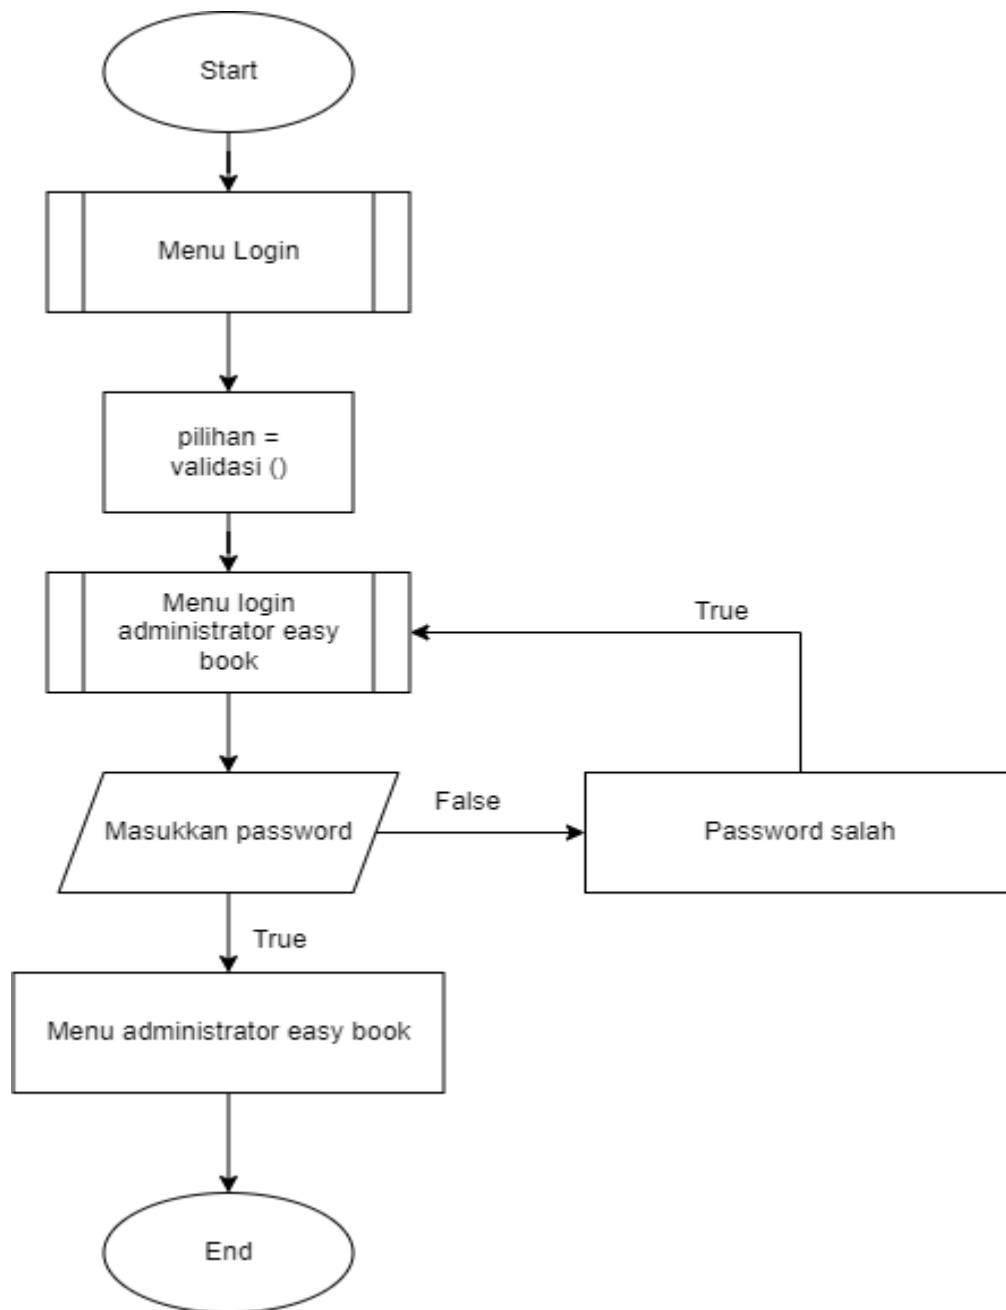 Start
Menu Login
pilihan =
validasi ()
Menu login
administrator easy
book
True
Masukkan password
False
Password salah
True
Menu administrator easy book
End